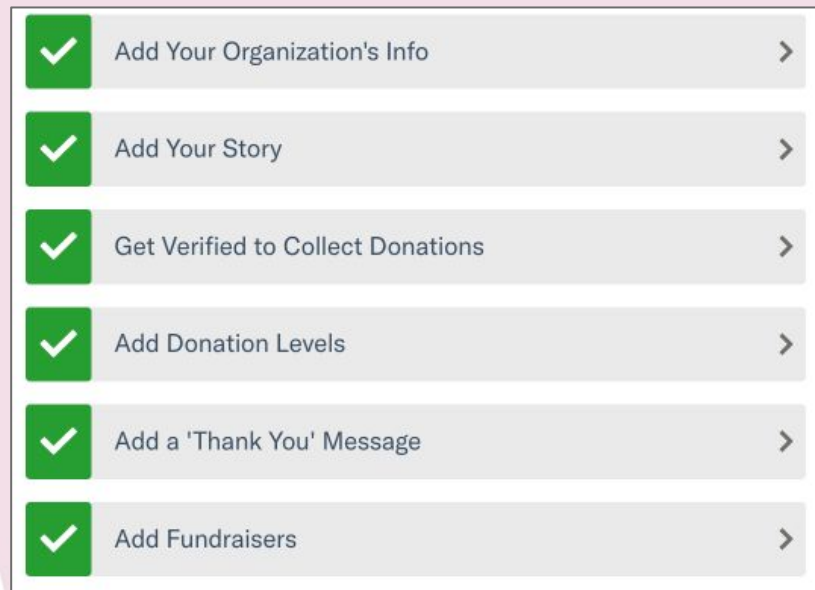 Add Your Organization's Info
Add Your Story
Get Verified to Collect Donations
Add Donation Levels
Add a 'Thank You' Message
Add Fundraisers